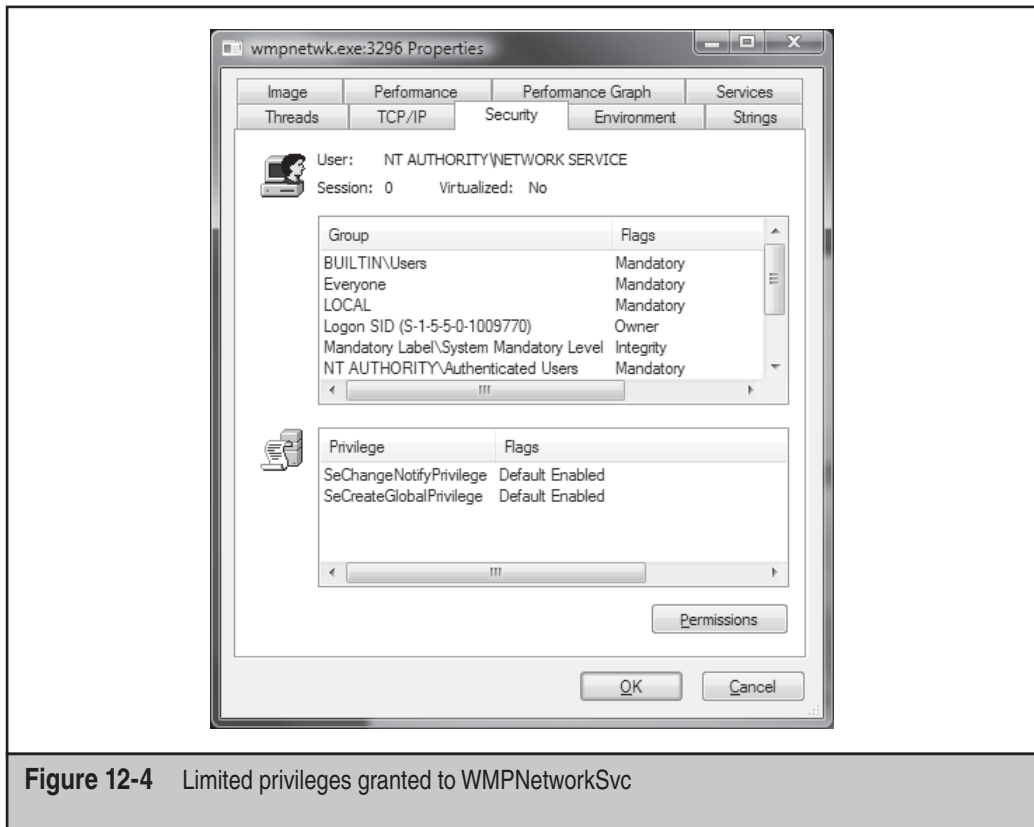 wmpnetwk.exe:3296 Properties
Image Performance Performance Graph Services
Threads TCP/IP Security Environment Strings
User: NT AUTHORITY\NETWORK SERVICE
Session: 0 Virtualized: No
Group Flags
BUILTIN\Users Mandatory
Everyone Mandatory
LOCAL Mandatory
Logon SID (S-1-5-5-0-1009770) Owner
Mandatory Label\System Mandatory Level Integrity
NT AUTHORITY\Authenticated Users Mandatory
Privilege Flags
SeChangeNotifyPrivilege Default Enabled
SeCreateGlobalPrivilege Default Enabled
Permissions
OK Cancel
Figure 12-4 Limited privileges granted to WMPNetworkSvc